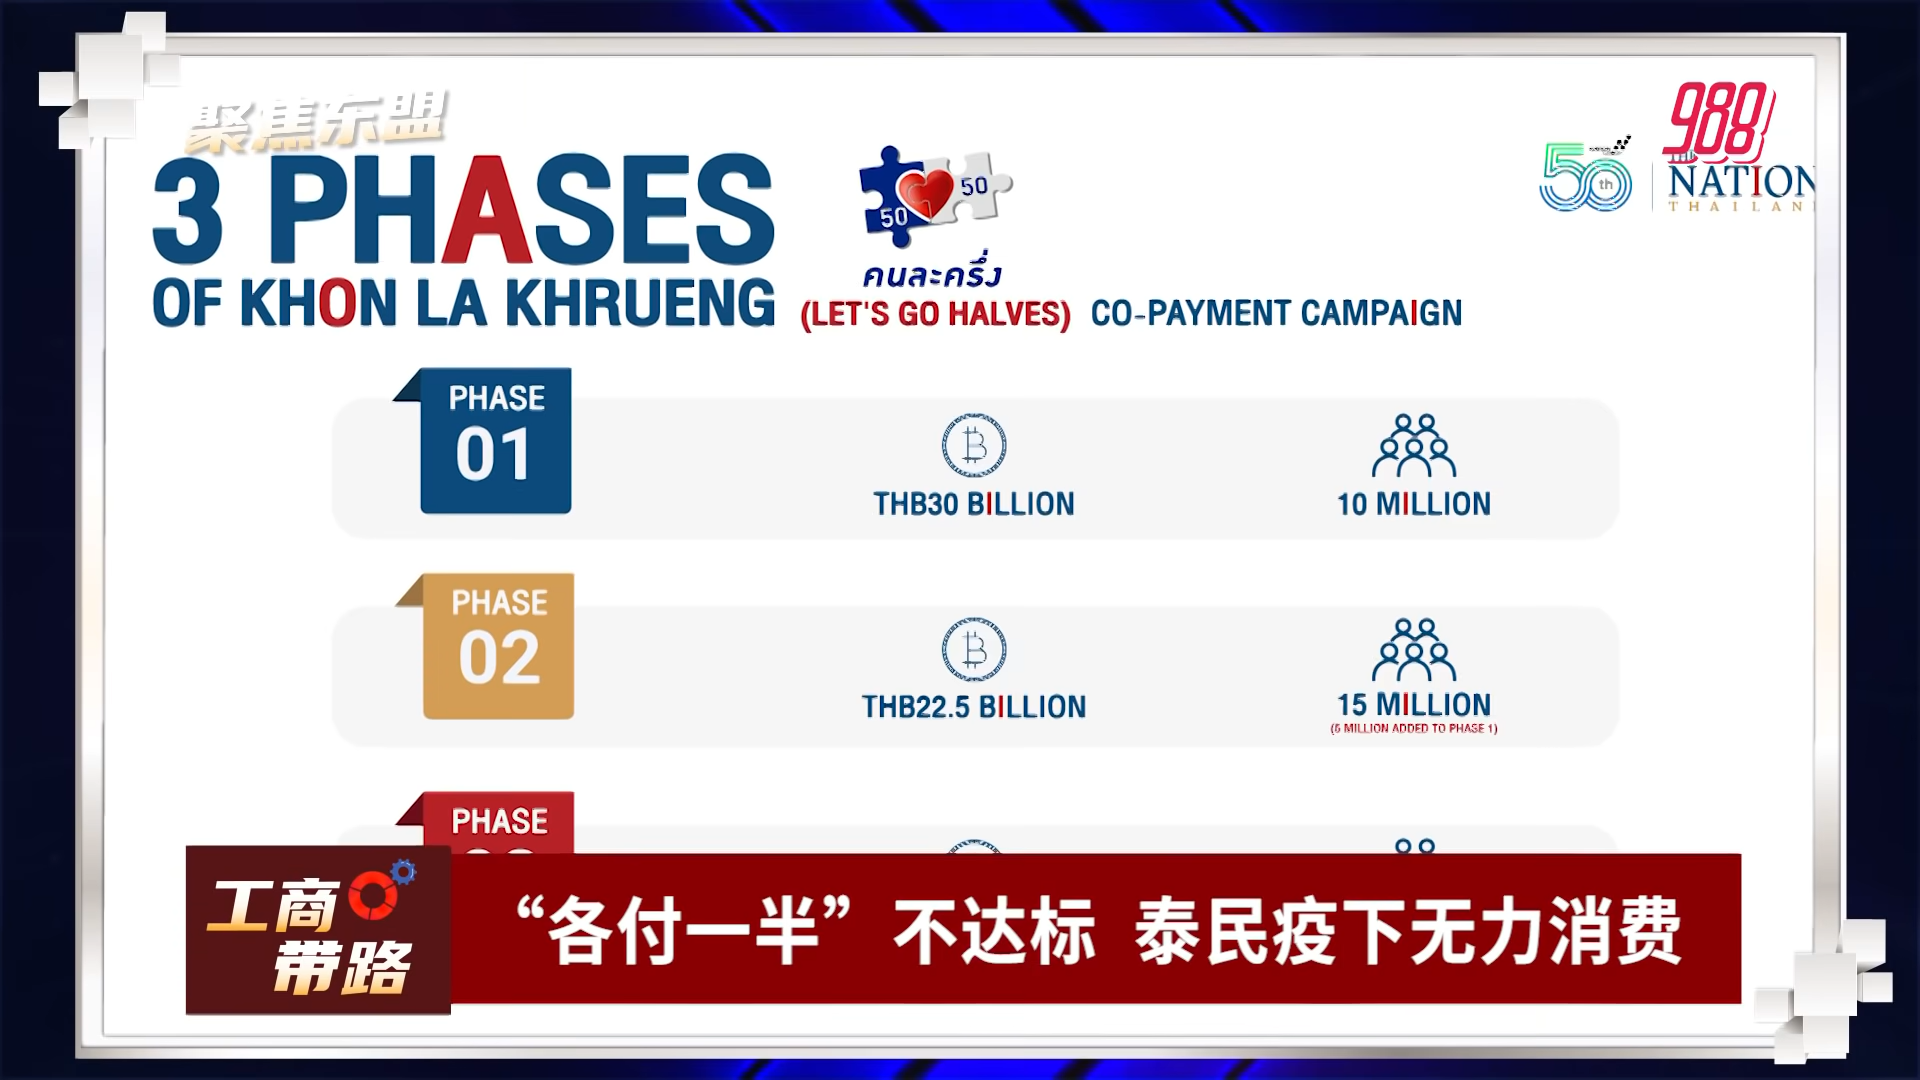 聚焦东盟
988
3 PHASES
50
50
50th
THE
NATION
THAILAN
คนละครึ่ง
OF KHON LA KHRUENG (LET'S GO HALVES) CO-PAYMENT CAMPAIGN
PHASE
01
THB30 BILLION
10 MILLION
PHASE
02
THB22.5 BILLION
15 MILLION
(5 MILLION ADDED TO PHASE 1)
PHASE
工商
带路
“各付一半”不达标 泰民疫下无力消费